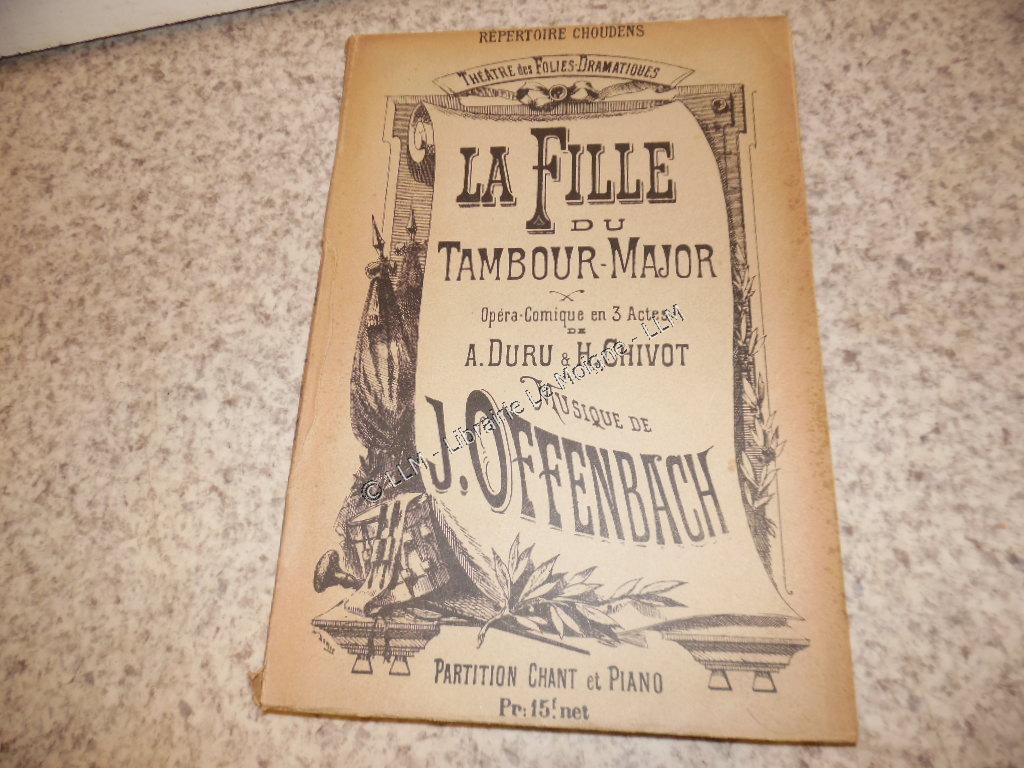 RÉPERTOIRE CHOUDENS
THÉÂTRE des FOLIES-DRAMATIQUES
LA FILLE
DU
TAMBOUR-MAJOR
Opéra-Comique en 3 Actes
DE
A. DURU & H. CHIVOT
MUSIQUE DE
J. OFFENBACH
© LLM - Librairie Le Moigne - LLM
PARTITION CHANT et PIANO
Pr: 15f. net